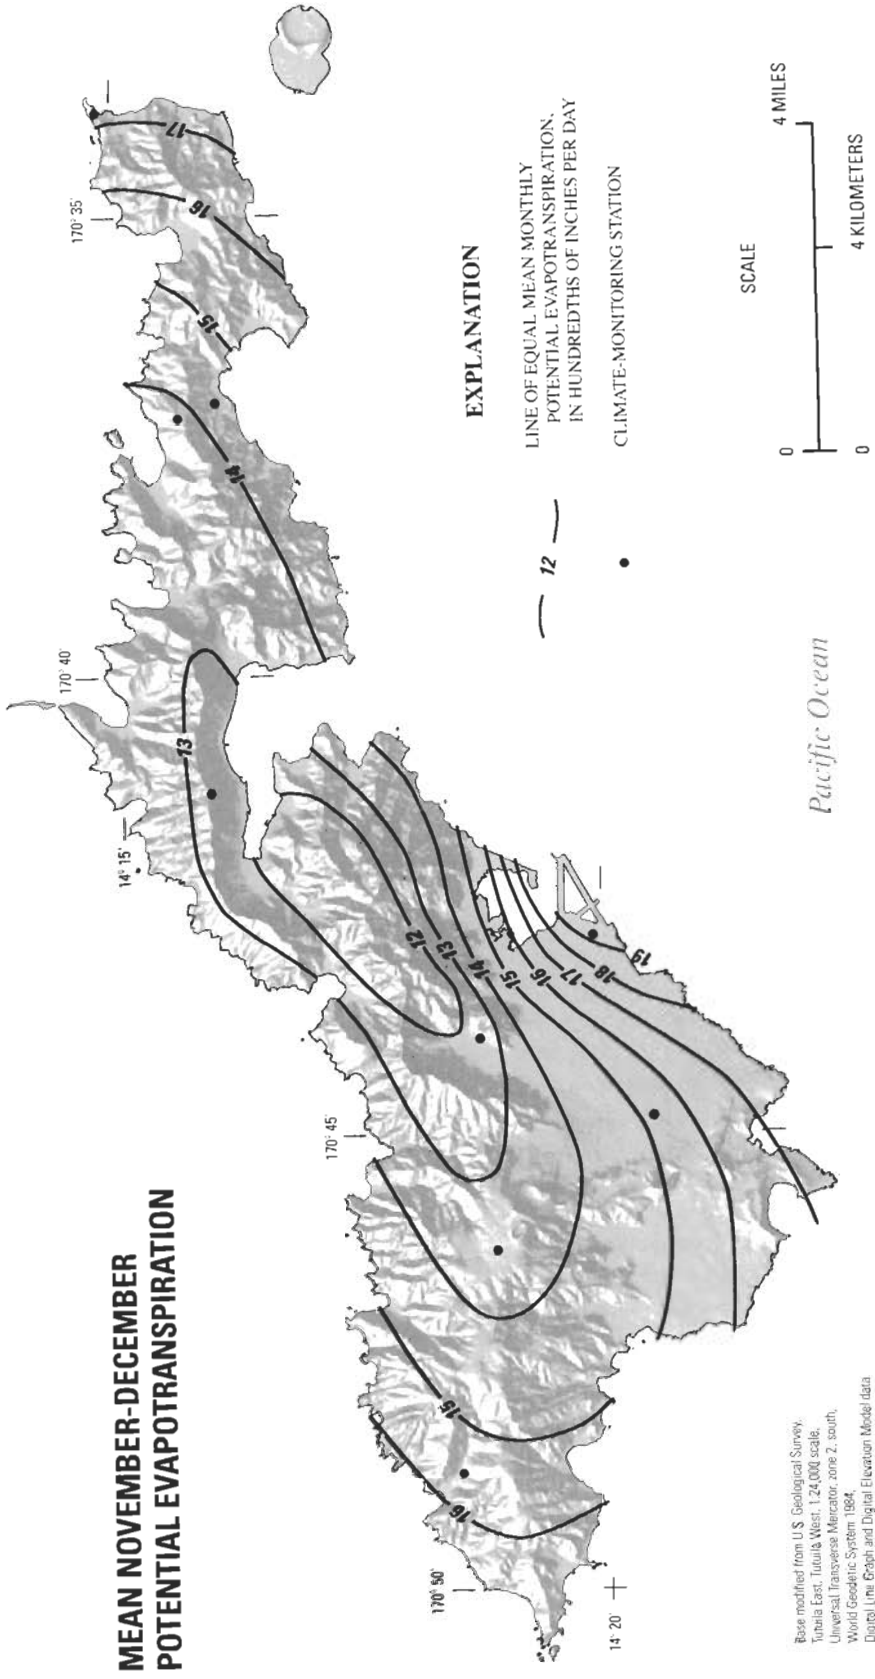 MEAN NOVEMBER-DECEMBER
POTENTIAL EVAPOTRANSPIRATION
170° 50'
170° 45'
170° 40'
170° 35'
14° 15'
14° 20'
16
15
12
13
14
15
16
17
18
19
13
14
15
16
17
EXPLANATION
12
LINE OF EQUAL MEAN MONTHLY
POTENTIAL EVAPOTRANSPIRATION,
IN HUNDREDTHS OF INCHES PER DAY
CLIMATE-MONITORING STATION
Pacific Ocean
SCALE
0
4 MILES
0
4 KILOMETERS
Base modified from U.S. Geological Survey,
Tutuila East, Tutuila West, 1:24,000 scale,
Universal Transverse Mercator, zone 2, south,
World Geodetic System 1984,
Digital Line Graph and Digital Elevation Model data